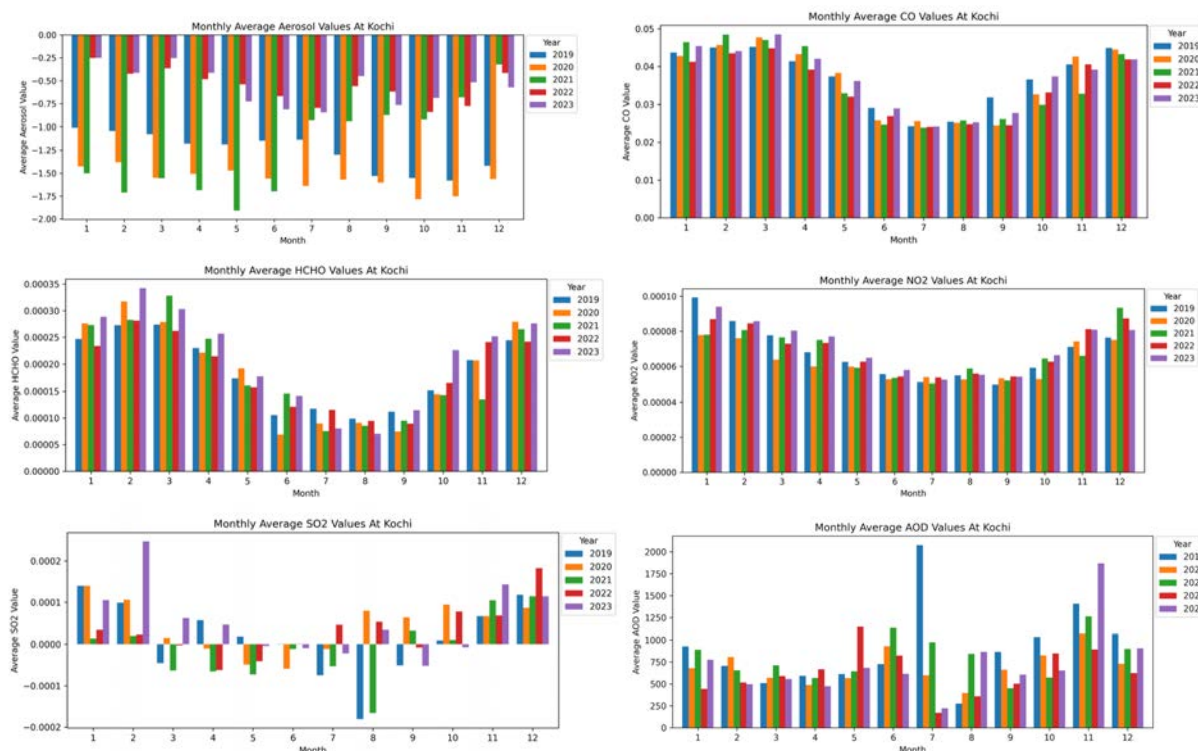 Monthly Average Aerosol Values At Kochi
0.00
−0.25
−0.50
−0.75
−1.00
−1.25
−1.50
−1.75
−2.00
Average Aerosol Value
1 2 3 4 5 6 7 8 9 10 11 12
Month
Year
2019
2020
2021
2022
2023
Monthly Average CO Values At Kochi
0.05
0.04
0.03
0.02
0.01
0.00
Average CO Value
1 2 3 4 5 6 7 8 9 10 11 12
Month
Year
2019
2020
2021
2022
2023
Monthly Average HCHO Values At Kochi
0.00035
0.00030
0.00025
0.00020
0.00015
0.00010
0.00005
0.00000
Average HCHO Value
1 2 3 4 5 6 7 8 9 10 11 12
Month
Year
2019
2020
2021
2022
2023
Monthly Average NO2 Values At Kochi
0.00010
0.00008
0.00006
0.00004
0.00002
0.00000
Average NO2 Value
1 2 3 4 5 6 7 8 9 10 11 12
Month
Year
2019
2020
2021
2022
2023
Monthly Average SO2 Values At Kochi
0.0002
0.0001
0.0000
−0.0001
−0.0002
Average SO2 Value
1 2 3 4 5 6 7 8 9 10 11 12
Month
Year
2019
2020
2021
2022
2023
Monthly Average AOD Values At Kochi
2000
1750
1500
1250
1000
750
500
250
0
Average AOD Value
1 2 3 4 5 6 7 8 9 10 11 12
Month
Year